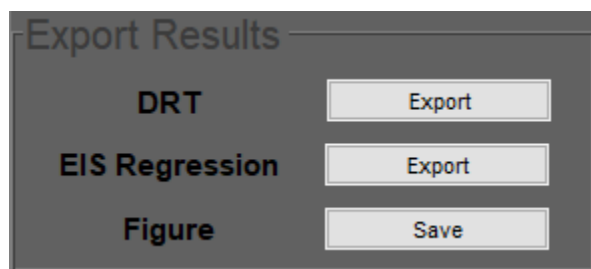 Export Results
DRT Export
EIS Regression Export
Figure Save